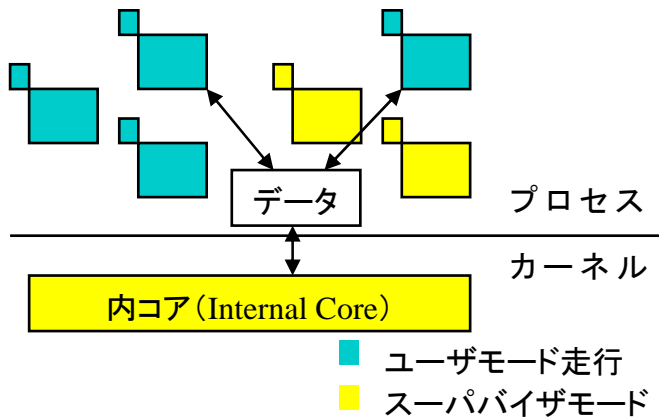 データ
プロセス
カーネル
内コア（Internal Core）
ユーザモード走行
スーパバイザモード